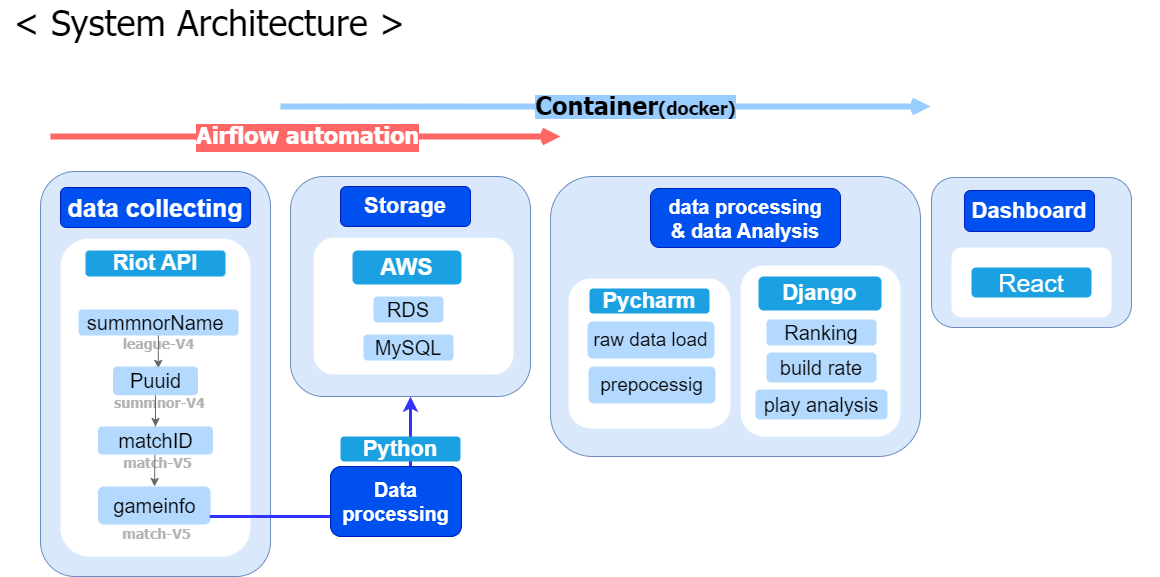 < System Architecture >
Container(docker)
Airflow automation
data collecting
Riot API
summnorName
league-V4
Puuid
summnor-V4
matchID
match-V5
gameinfo
match-V5
Storage
AWS
RDS
MySQL
Python
Data
processing
data processing
& data Analysis
Pycharm
raw data load
prepocessig
Django
Ranking
build rate
play analysis
Dashboard
React